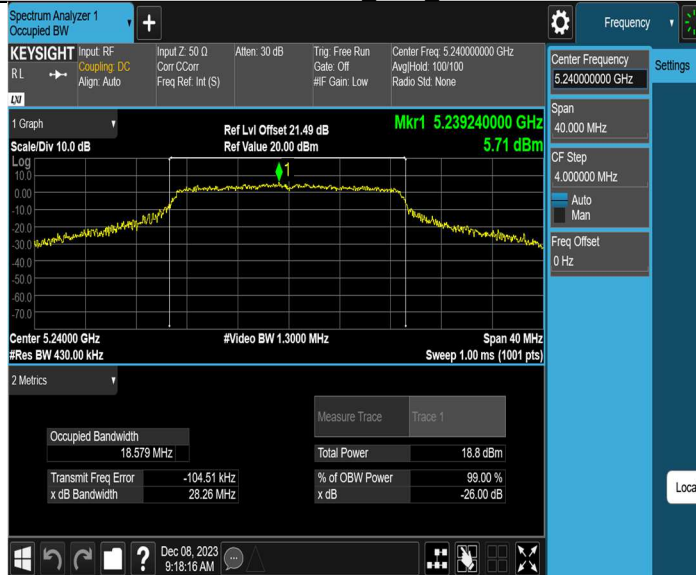 Spectrum Analyzer 1
Occupied BW
Frequency
KEYSIGHT
RL
LXI
Input: RF
Coupling: DC
Align: Auto
Input Z: 50 Ω
Corr CCorr
Freq Ref: Int (S)
Atten: 30 dB
Trig: Free Run
Gate: Off
#IF Gain: Low
Center Freq: 5.240000000 GHz
Avg|Hold: 100/100
Radio Std: None
Center Frequency
5.240000000 GHz
Settings
Span
40.000 MHz
CF Step
4.000000 MHz
Auto
Man
Freq Offset
0 Hz
Local
1 Graph
Scale/Div 10.0 dB
Ref Lvl Offset 21.49 dB
Ref Value 20.00 dBm
Mkr1 5.239240000 GHz
5.71 dBm
Log
10.0
0.00
-10.0
-20.0
-30.0
-40.0
-50.0
-60.0
-70.0
1
Center 5.24000 GHz
#Res BW 430.00 kHz
#Video BW 1.3000 MHz
Span 40 MHz
Sweep 1.00 ms (1001 pts)
2 Metrics
Measure Trace
Trace 1
Occupied Bandwidth
18.579 MHz
Total Power
18.8 dBm
Transmit Freq Error
-104.51 kHz
% of OBW Power
99.00 %
x dB Bandwidth
28.26 MHz
x dB
-26.00 dB
?
Dec 08, 2023
9:18:16 AM